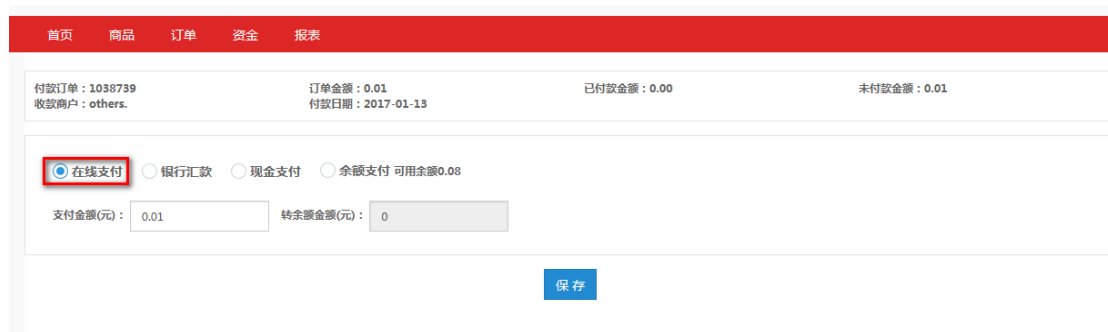 首页 商品 订单 资金 报表
付款订单：1038739 订单金额：0.01 已付款金额：0.00 未付款金额：0.01
收款商户：others. 付款日期：2017-01-13
在线支付 银行汇款 现金支付 余额支付 可用余额0.08
支付金额(元)： 0.01 转余额金额(元)： 0
保存